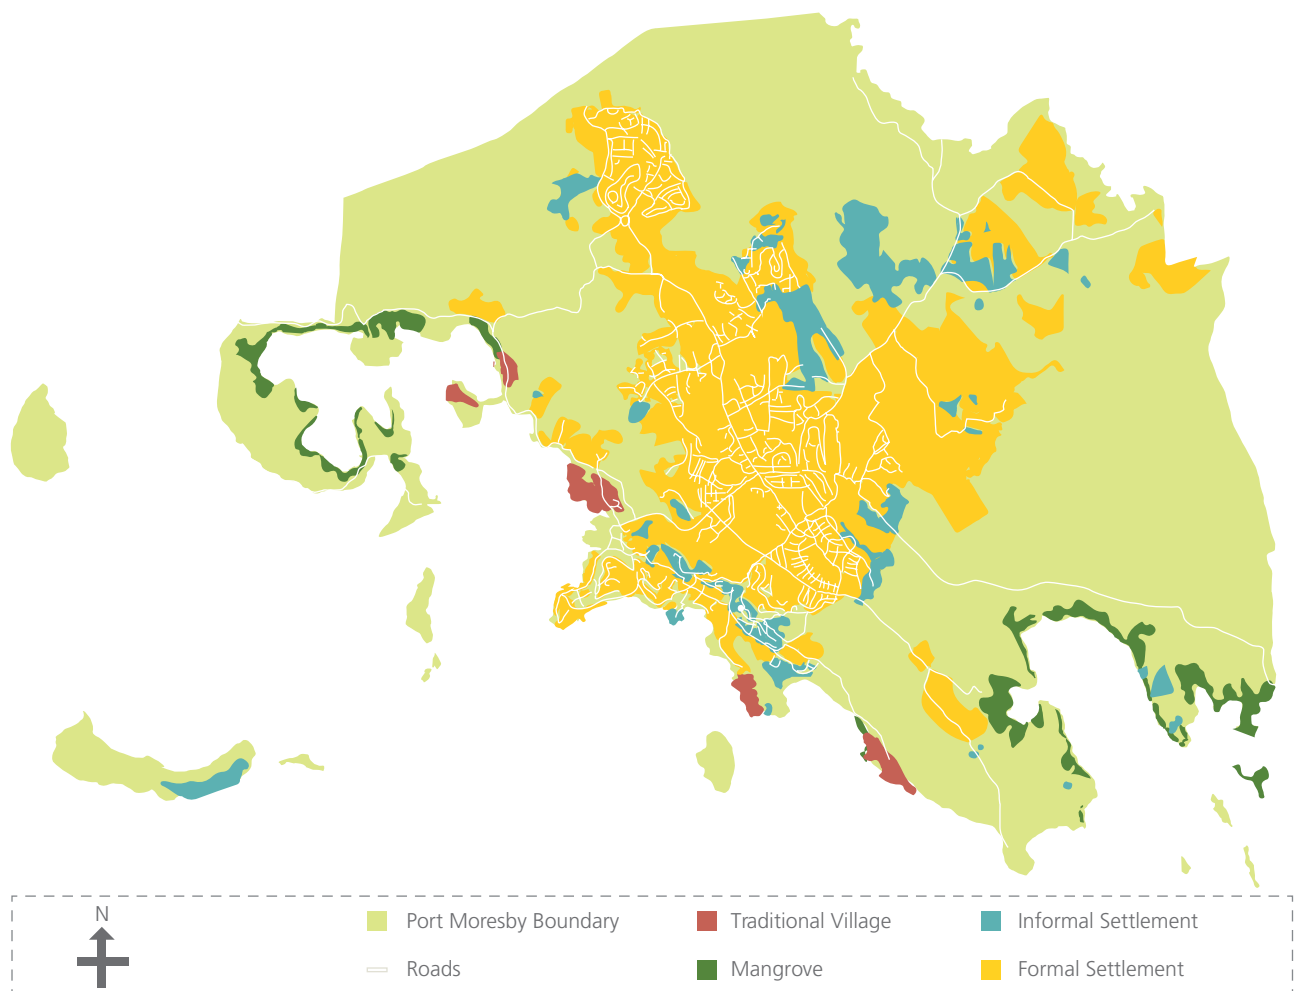 N
Port Moresby Boundary
Traditional Village
Informal Settlement
Roads
Mangrove
Formal Settlement